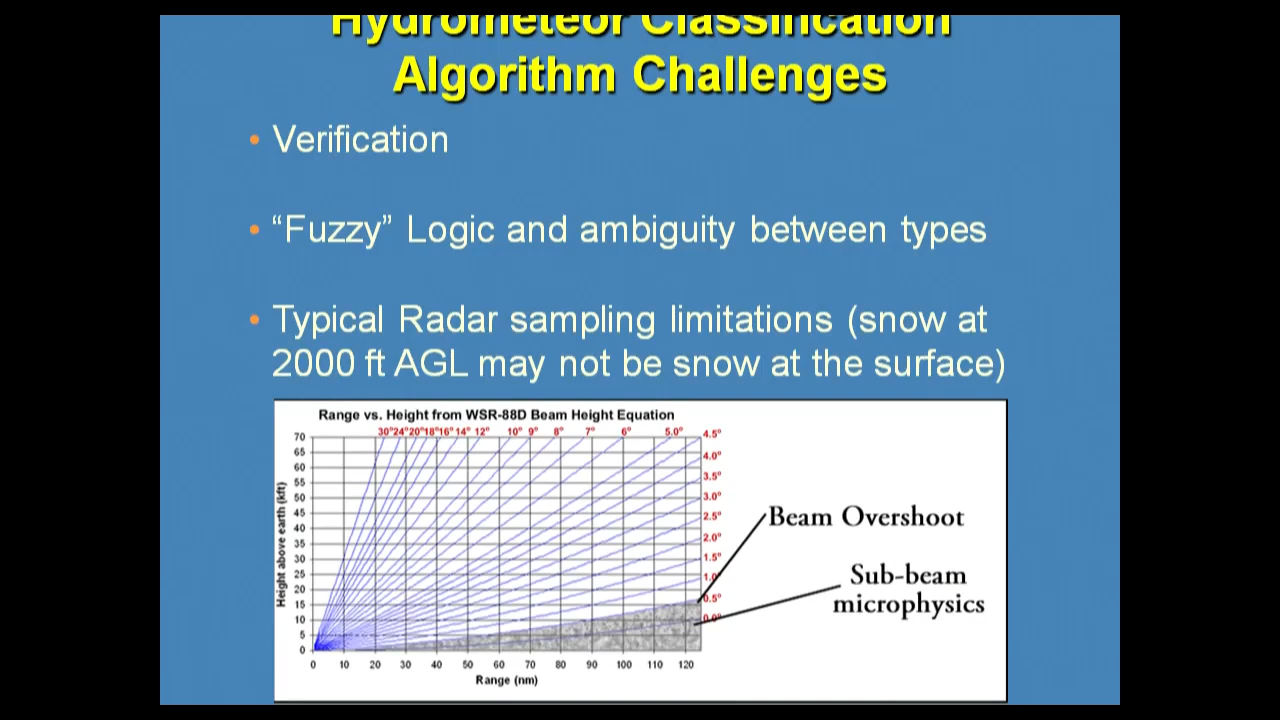 Hydrometeor Classification
Algorithm Challenges
• Verification
• “Fuzzy” Logic and ambiguity between types
• Typical Radar sampling limitations (snow at
2000 ft AGL may not be snow at the surface)
Range vs. Height from WSR-88D Beam Height Equation
30° 24° 20° 18° 16° 14° 12° 10° 9° 8° 7° 6° 5.0° 4.5°
4.0°
3.5°
3.0°
2.5°
2.0°
1.5°
1.0
0.5°
0.0°
70
65
60
55
50
45
40
35
30
25
20
15
10
5
0
Height above earth (kft)
0 10 20 30 40 50 60 70 80 90 100 110 120
Range (nm)
Beam Overshoot
Sub-beam
microphysics